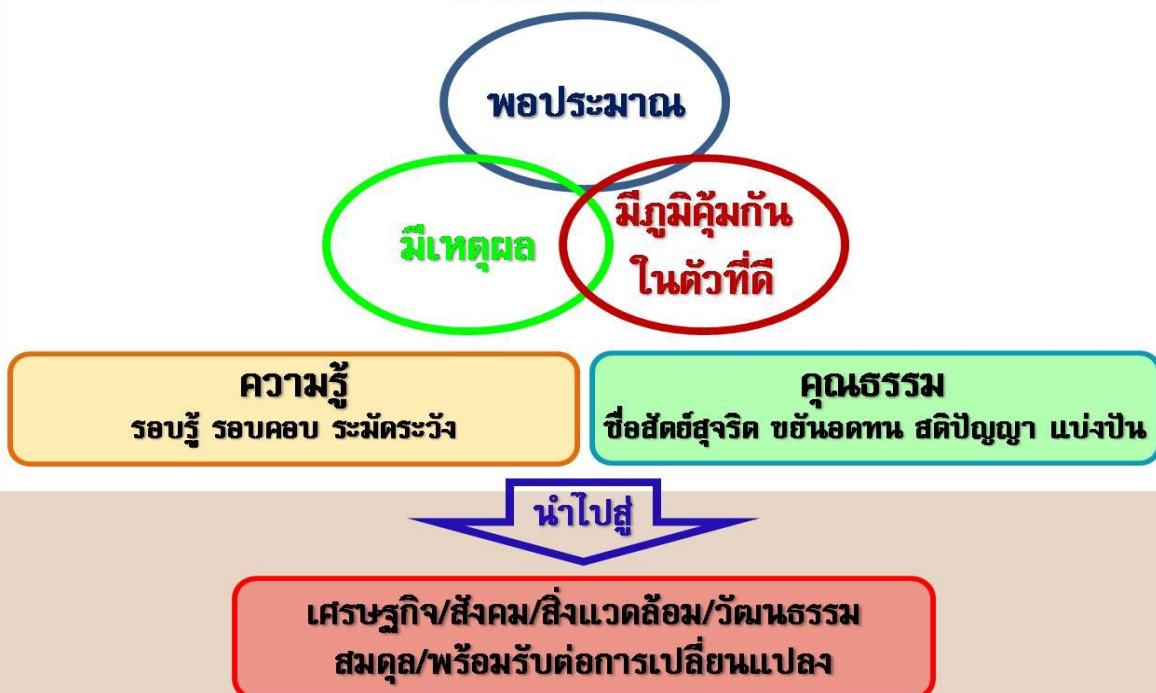 พอประมาณ
มีเหตุผล
มีภูมิคุ้มกัน
ในตัวที่ดี
ความรู้
รอบรู้ รอบคอบ ระมัดระวัง
คุณธรรม
ซื่อสัตย์สุจริต ขยันอดทน สติปัญญา แบ่งปัน
นำไปสู่
เศรษฐกิจ/สังคม/สิ่งแวดล้อม/วัฒนธรรม
สมดุล/พร้อมรับต่อการเปลี่ยนแปลง